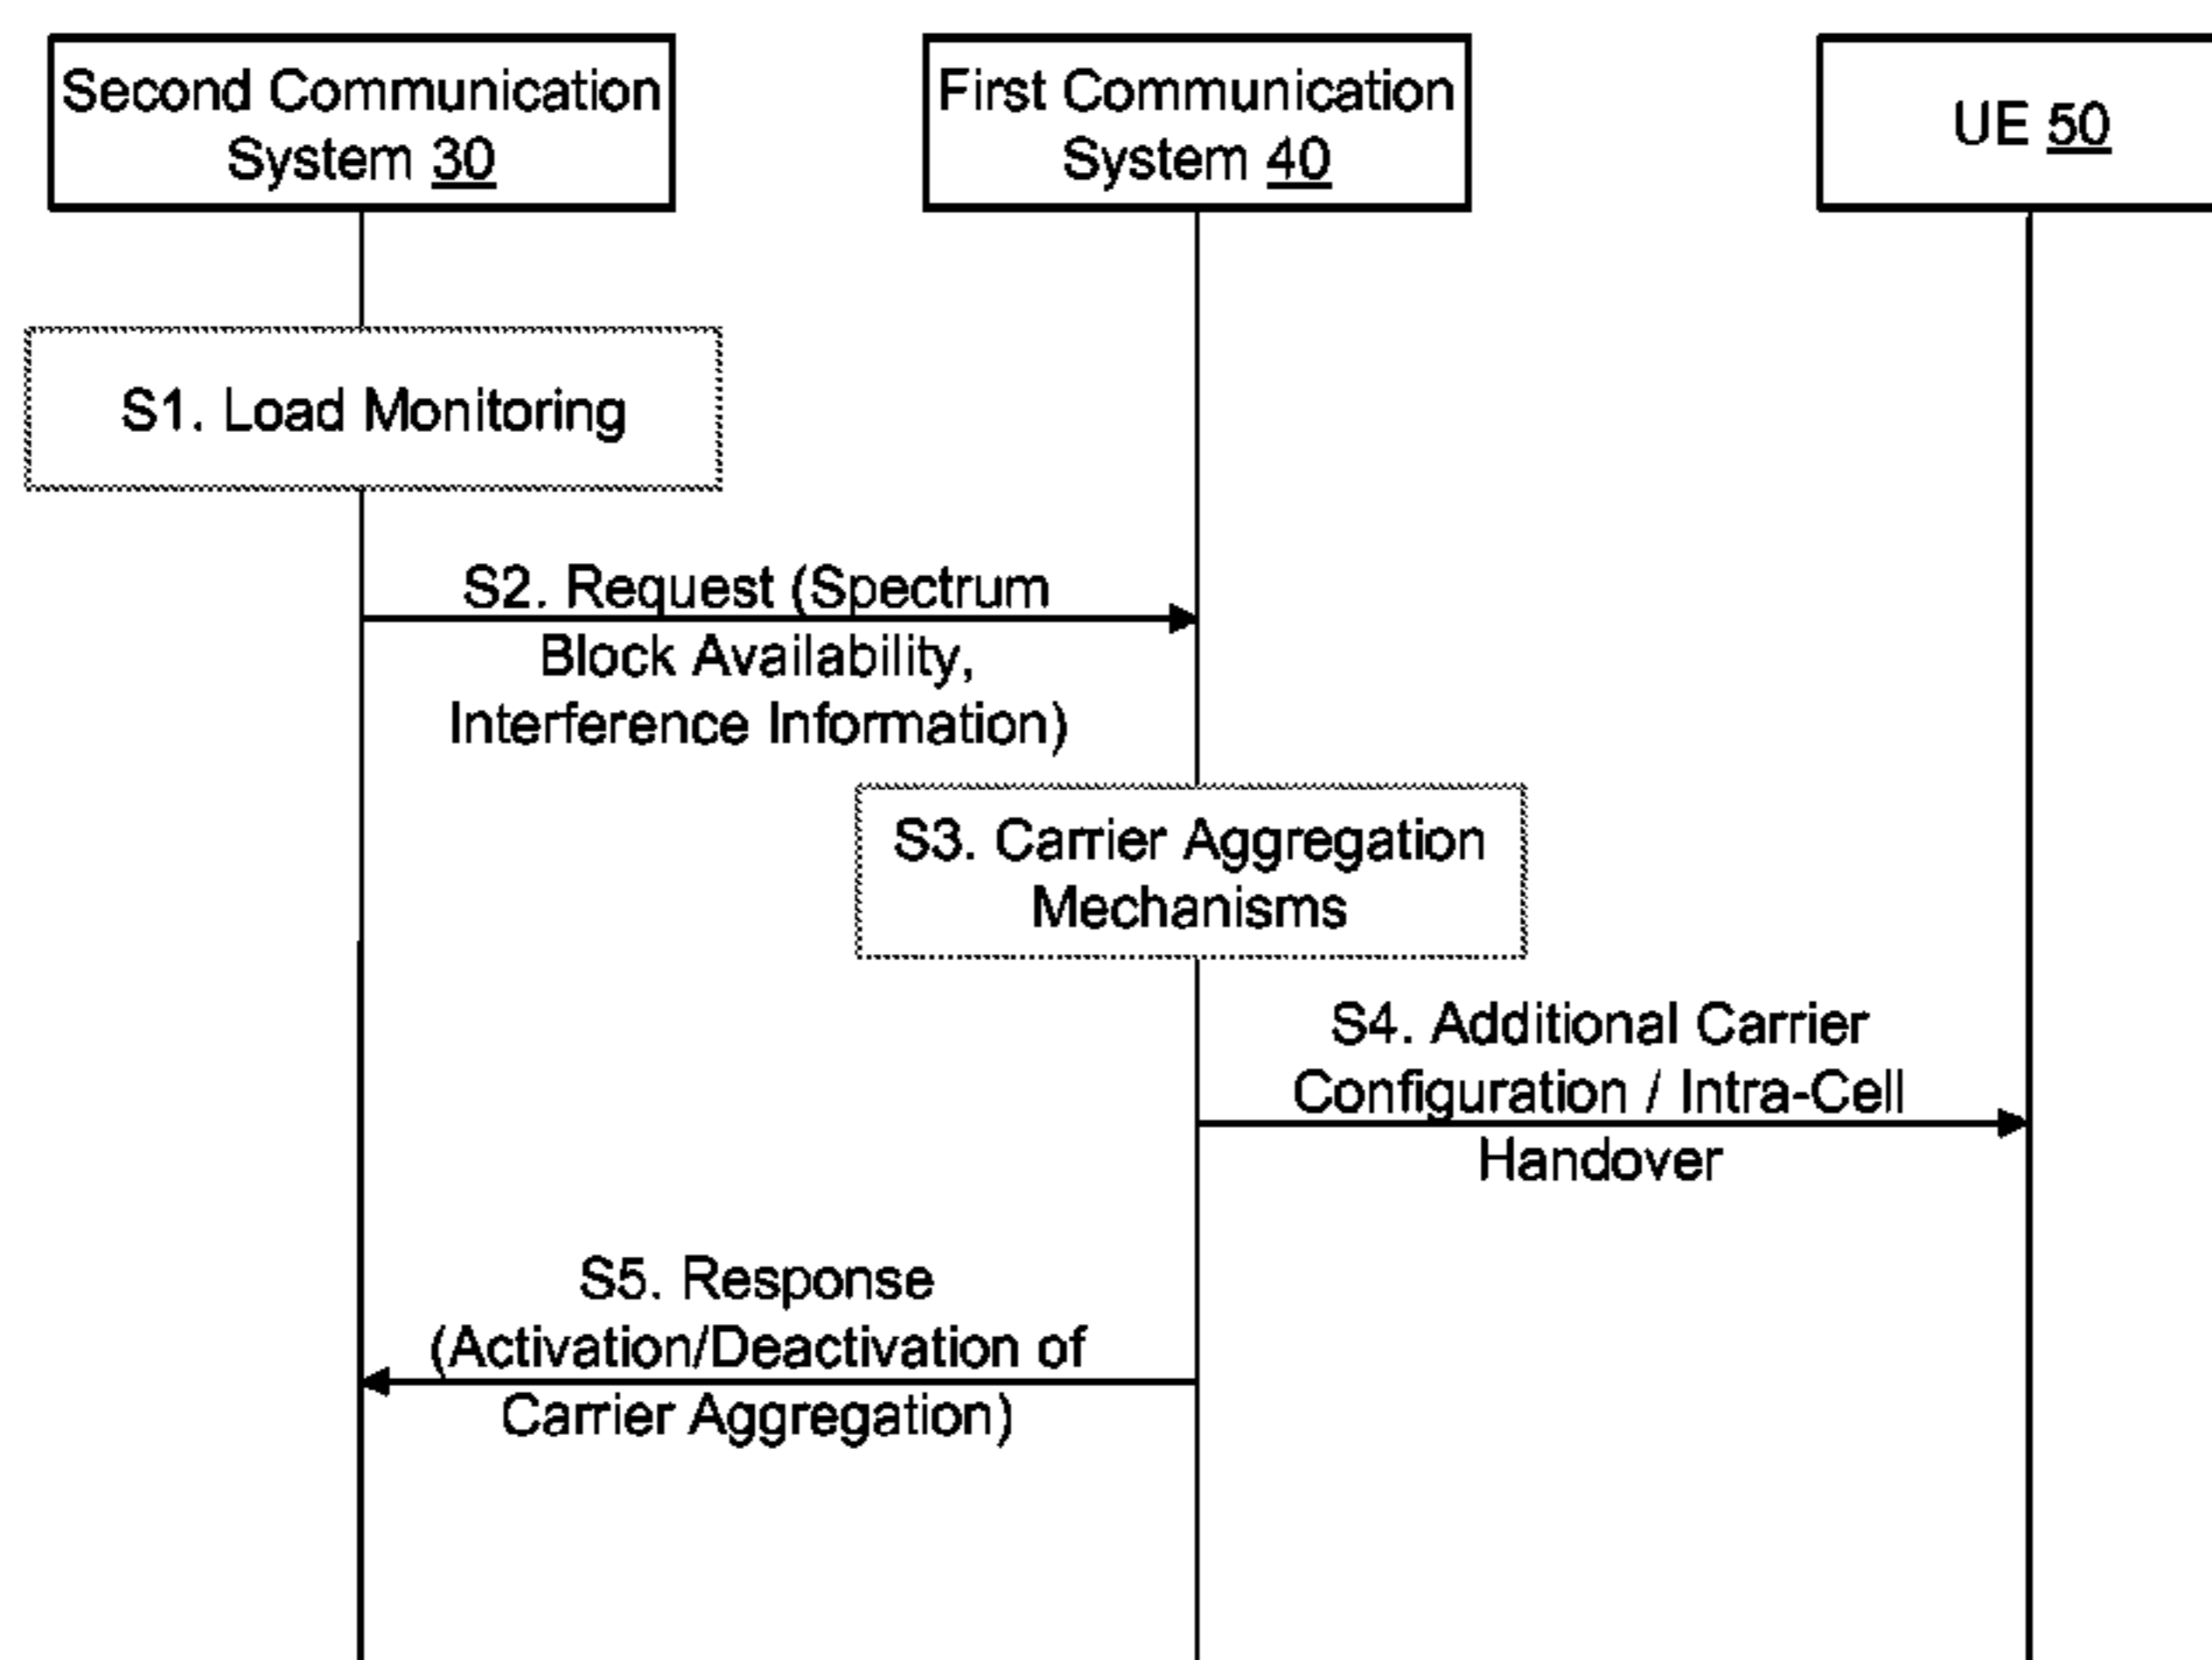 Second Communication
System 30
First Communication
System 40
UE 50
S1. Load Monitoring
S2. Request (Spectrum
Block Availability,
Interference Information)
S3. Carrier Aggregation
Mechanisms
S4. Additional Carrier
Configuration / Intra-Cell
Handover
S5. Response
(Activation/Deactivation of
Carrier Aggregation)